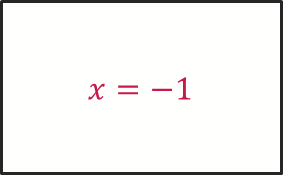 x = −1